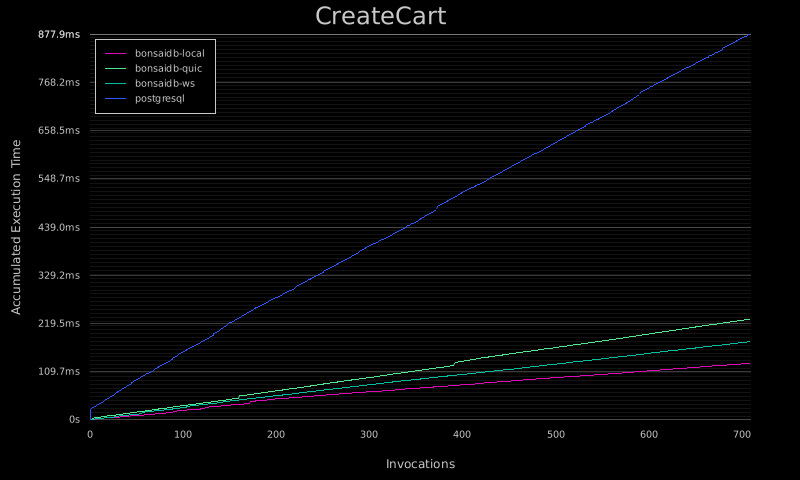 CreateCart
877.9ms
768.2ms
658.5ms
548.7ms
439.0ms
329.2ms
219.5ms
109.7ms
0s
bonsaidb-local
bonsaidb-quic
bonsaidb-ws
postgresql
Accumulated Execution Time
0 100 200 300 400 500 600 700
Invocations